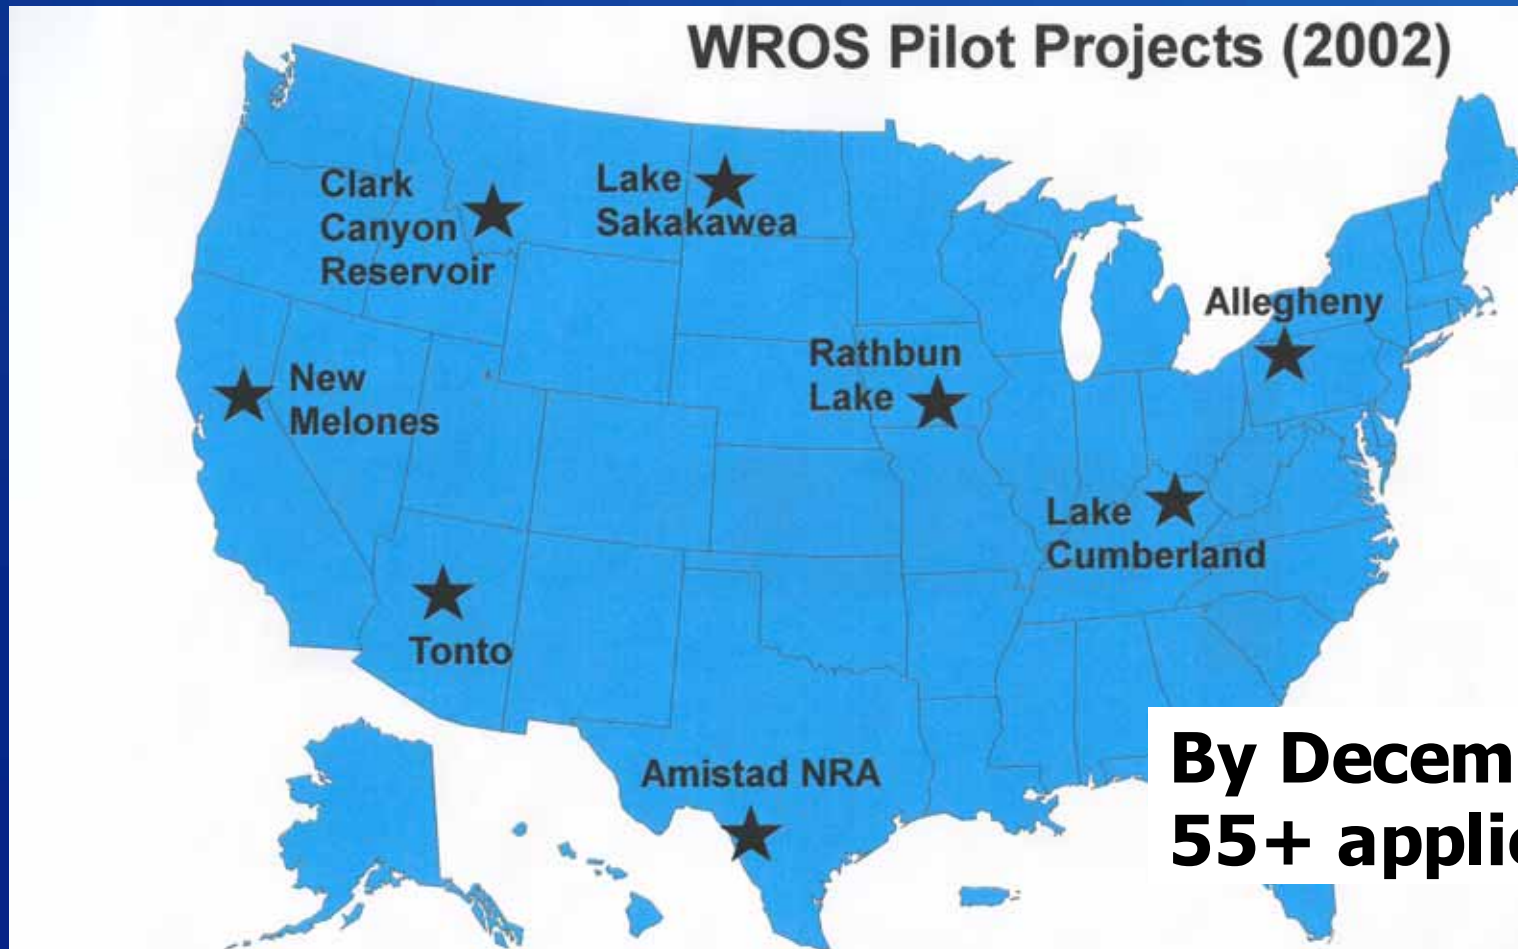 WROS Pilot Projects (2002)
Clark
Canyon
Reservoir
Lake
Sakakawea
Allegheny
Rathbun
Lake
New
Melones
Lake
Cumberland
Tonto
Amistad NRA
By Decem
55+ applic